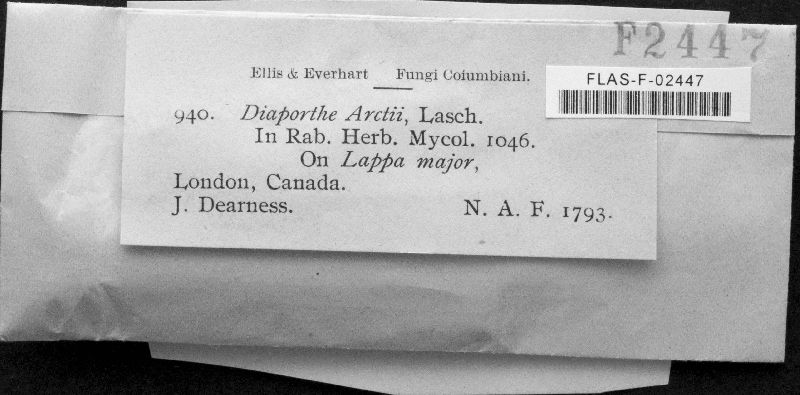 F2447
Ellis & Everhart Fungi Columbiani.
FLAS-F-02447
940. Diaporthe Arctii, Lasch.
In Rab. Herb. Mycol. 1046.
On Lappa major,
London, Canada.
J. Dearness. N. A. F. 1793.